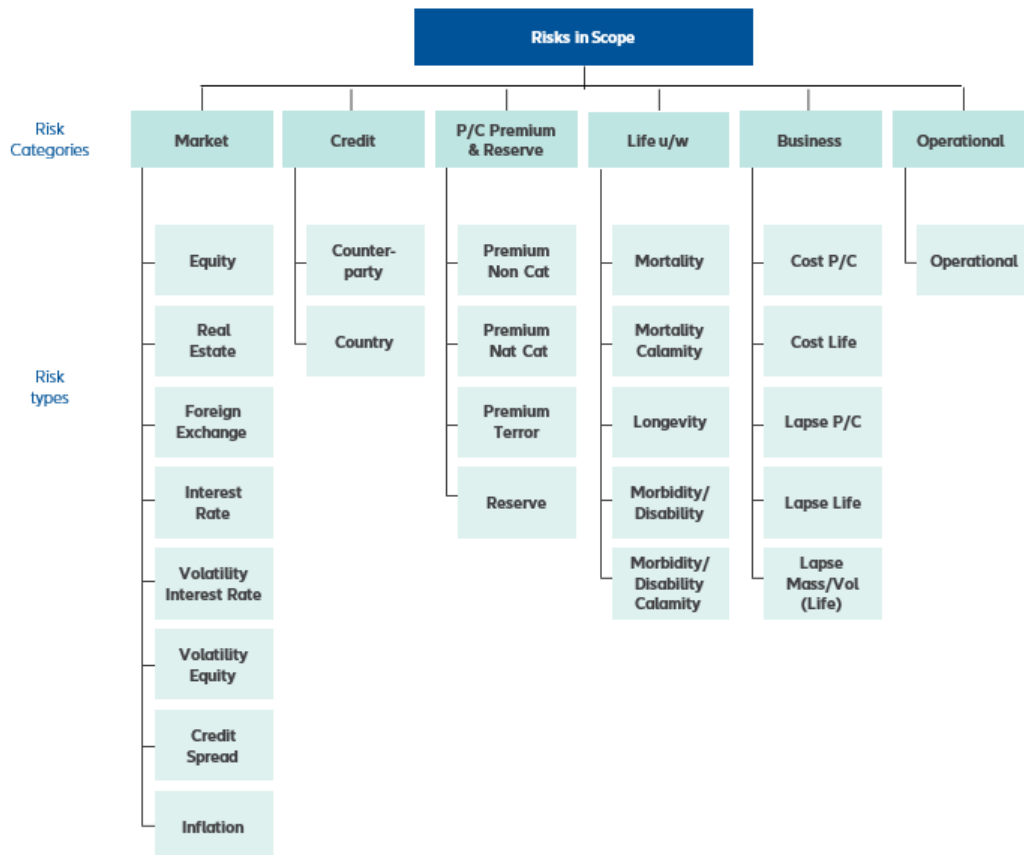 Risks in Scope
Risk
Categories
Market
Credit
P/C Premium
& Reserve
Life u/w
Business
Operational
Risk
types
Equity
Real
Estate
Foreign
Exchange
Interest
Rate
Volatility
Interest Rate
Volatility
Equity
Credit
Spread
Inflation
Counter-
party
Country
Premium
Non Cat
Premium
Nat Cat
Premium
Terror
Reserve
Mortality
Mortality
Calamity
Longevity
Morbidity/
Disability
Morbidity/
Disability
Calamity
Cost P/C
Cost Life
Lapse P/C
Lapse Life
Lapse
Mass/Vol
(Life)
Operational